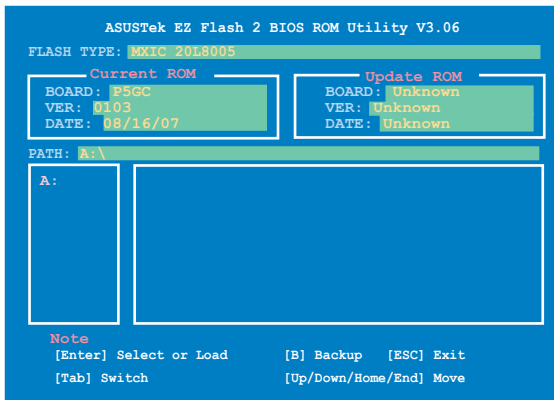 ASUSTek EZ Flash 2 BIOS ROM Utility V3.06
FLASH TYPE: MXIC 20L8005
Current ROM
BOARD: P5GC
VER: 0103
DATE: 08/16/07
Update ROM
BOARD: Unknown
VER: Unknown
DATE: Unknown
PATH: A:\
A:
Note
[Enter] Select or Load [B] Backup [ESC] Exit
[Tab] Switch [Up/Down/Home/End] Move